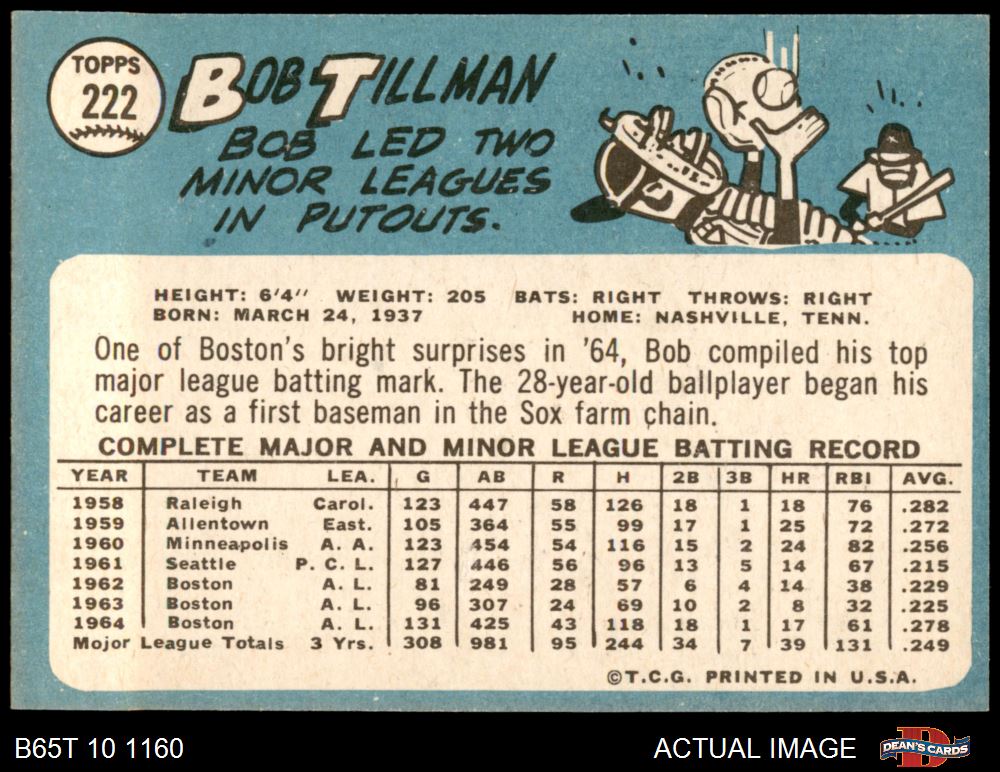 TOPPS
222
BOB TILLMAN
BOB LED TWO
MINOR LEAGUES
IN PUTOUTS.
HEIGHT: 6'4" WEIGHT: 205 BATS: RIGHT THROWS: RIGHT
BORN: MARCH 24, 1937 HOME: NASHVILLE, TENN.
One of Boston's bright surprises in '64, Bob compiled his top
major league batting mark. The 28-year-old ballplayer began his
career as a first baseman in the Sox farm chain.
COMPLETE MAJOR AND MINOR LEAGUE BATTING RECORD
YEAR TEAM LEA. G AB R H 2B 3B HR RBI AVG.
1958 Raleigh Carol. 123 447 58 126 18 1 18 76 .282
1959 Allentown East. 105 364 55 99 17 1 25 72 .272
1960 Minneapolis A. A. 123 454 54 116 15 2 24 82 .256
1961 Seattle P. C. L. 127 446 56 96 13 5 14 67 .215
1962 Boston A. L. 81 249 28 57 6 4 14 38 .229
1963 Boston A. L. 96 307 24 69 10 2 8 32 .225
1964 Boston A. L. 131 425 43 118 18 1 17 61 .278
Major League Totals 3 Yrs. 308 981 95 244 34 7 39 131 .249
©T.C.G. PRINTED IN U.S.A.
B65T 10 1160 ACTUAL IMAGE DEAN'S CARDS